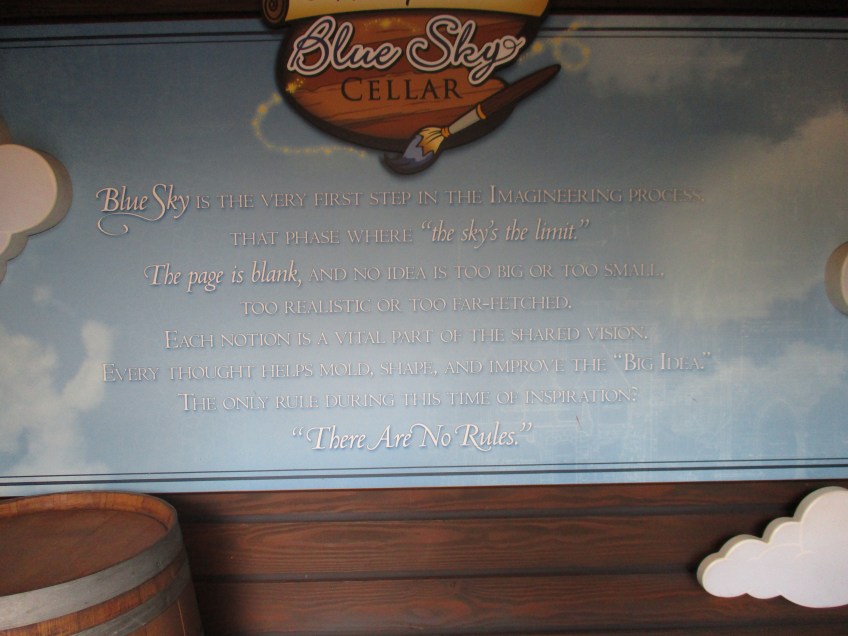 Blue Sky
CELLAR
Blue Sky IS THE VERY FIRST STEP IN THE IMAGINEERING PROCESS,
THAT PHASE WHERE "the sky's the limit."
The page is blank, AND NO IDEA IS TOO BIG OR TOO SMALL,
TOO REALISTIC OR TOO FAR-FETCHED.
EACH NOTION IS A VITAL PART OF THE SHARED VISION.
EVERY THOUGHT HELPS MOLD, SHAPE, AND IMPROVE THE "BIG IDEA."
THE ONLY RULE DURING THIS TIME OF INSPIRATION?
"There Are No Rules."